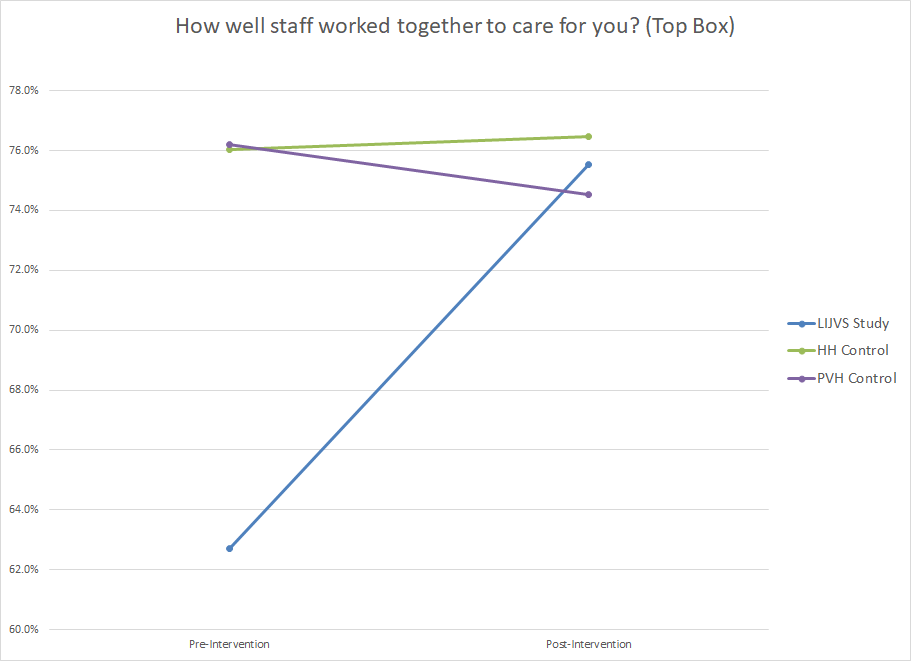 How well staff worked together to care for you? (Top Box)
78.0%
76.0%
74.0%
72.0%
70.0%
68.0%
66.0%
64.0%
62.0%
60.0%
Pre-Intervention
Post-Intervention
LIJVS Study
HH Control
PVH Control